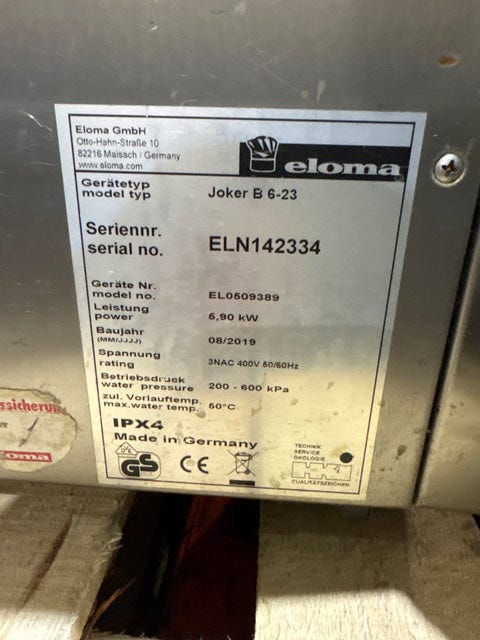 Eloma GmbH
Otto-Hahn-Straße 10
82216 Maisach / Germany
www.eloma.com
eloma
Gerätetyp
model typ Joker B 6-23
Seriennr.
serial no. ELN142334
Geräte Nr.
model no. EL0509389
Leistung
power 5,90 kW
Baujahr
(MM/JJJJ) 08/2019
Spannung
rating 3NAC 400V 50/60Hz
Betriebsdruck
water pressure 200 - 600 kPa
zul. Vorlauftemp.
max.water temp. 50°C
IPX4
Made in Germany
GS
CE
TECHNIK
SERVICE
ÖKOLOGIE
QUALITÄTSZEICHEN
ssicherun
oma